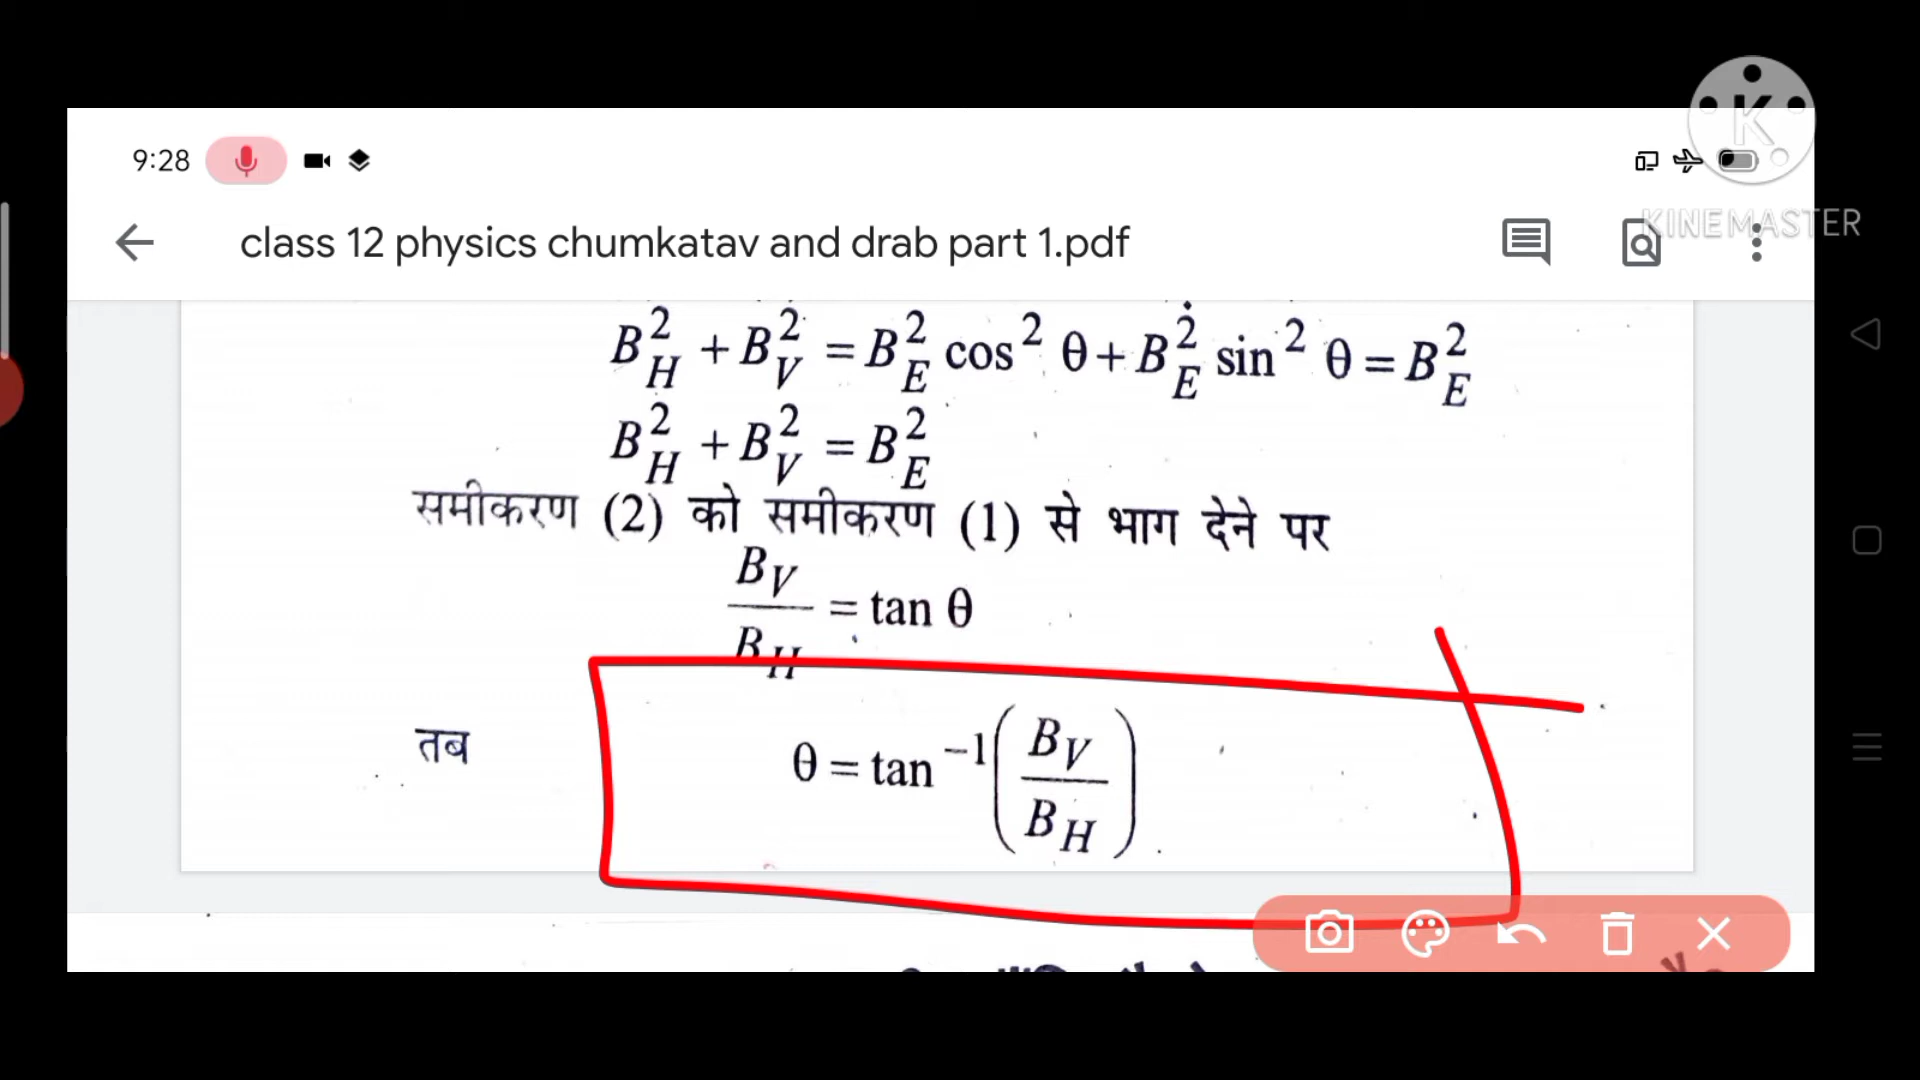 9:28
K
KINEMASTER
class 12 physics chumkatav and drab part 1.pdf
B_H^2 + B_V^2 = B_E^2 cos^2 θ + B_E^2 sin^2 θ = B_E^2
B_H^2 + B_V^2 = B_E^2
समीकरण (2) को समीकरण (1) से भाग देने पर
B_V / B_H = tan θ
तब θ = tan^-1 (B_V / B_H)